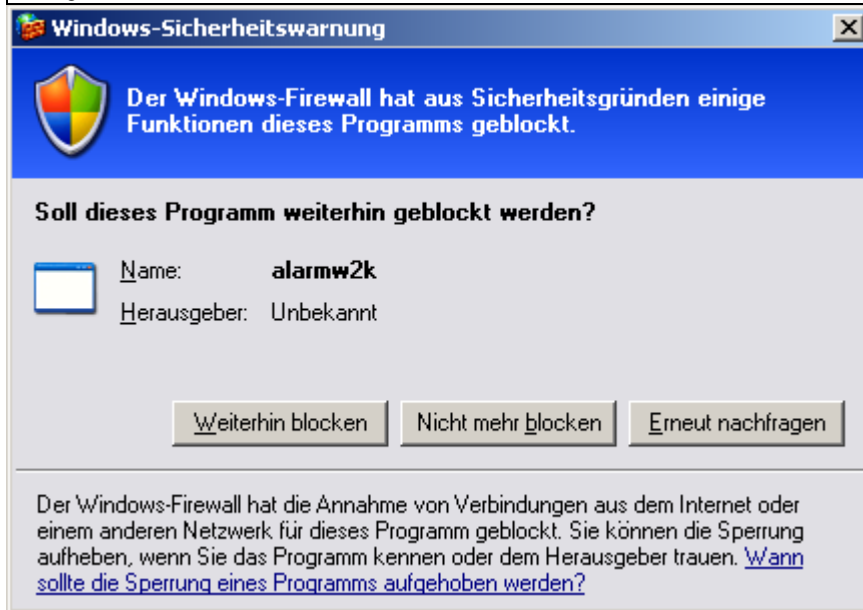 Windows-Sicherheitswarnung
Der Windows-Firewall hat aus Sicherheitsgründen einige
Funktionen dieses Programms geblockt.
Soll dieses Programm weiterhin geblockt werden?
Name: alarmw2k
Herausgeber: Unbekannt
Weiterhin blocken Nicht mehr blocken Erneut nachfragen
Der Windows-Firewall hat die Annahme von Verbindungen aus dem Internet oder
einem anderen Netzwerk für dieses Programm geblockt. Sie können die Sperrung
aufheben, wenn Sie das Programm kennen oder dem Herausgeber trauen. Wann
sollte die Sperrung eines Programms aufgehoben werden?